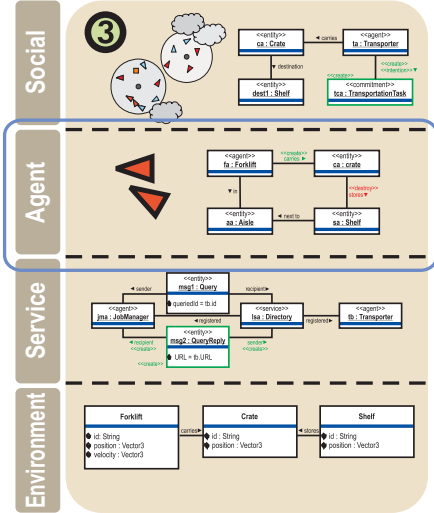 Social
3
<<entity>>
ca : Crate
◄ carries
<<agent>>
ta : Transporter
▼ destination
<<create>>
<<intention>>▼
<<create>>
<<entity>>
dest1 : Shelf
<<commitment>>
tca : TransportationTask
Agent
<<agent>>
fa : Forklift
<<create>>
carries ►
<<entity>>
ca : crate
▼ in
<<destroy>>
stores▼
<<entity>>
aa : Aisle
◄ next to
<<entity>>
sa : Shelf
Service
<<entity>>
msg1 : Query
queriedId = tb.id
◄ sender
recipient►
<<agent>>
jma : JobManager
◄ registered
<<service>>
lsa : Directory
registered►
<<agent>>
tb : Transporter
<<entity>>
msg2 : QueryReply
URL = tb.URL
◄ recipient
<<create>>
sender►
<<create>>
<<create>>
Environment
Forklift
id: String
position : Vector3
velocity : Vector3
carries►
Crate
id : String
position : Vector3
◄ stores
Shelf
id : String
position : Vector3